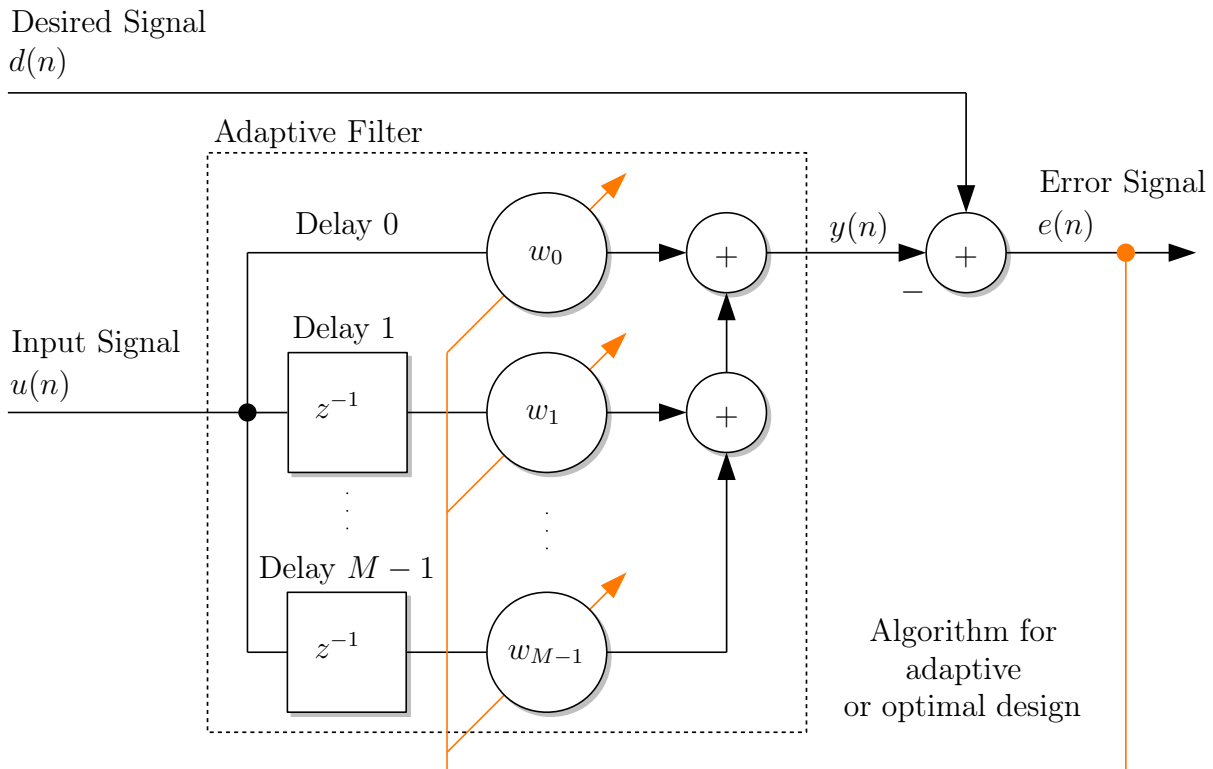 Desired Signal
d(n)
Adaptive Filter
Error Signal
Delay 0
y(n)
e(n)
w₀
+
+
−
Delay 1
Input Signal
u(n)
z⁻¹
w₁
+
Delay M − 1
z⁻¹
w_{M−1}
Algorithm for
adaptive
or optimal design